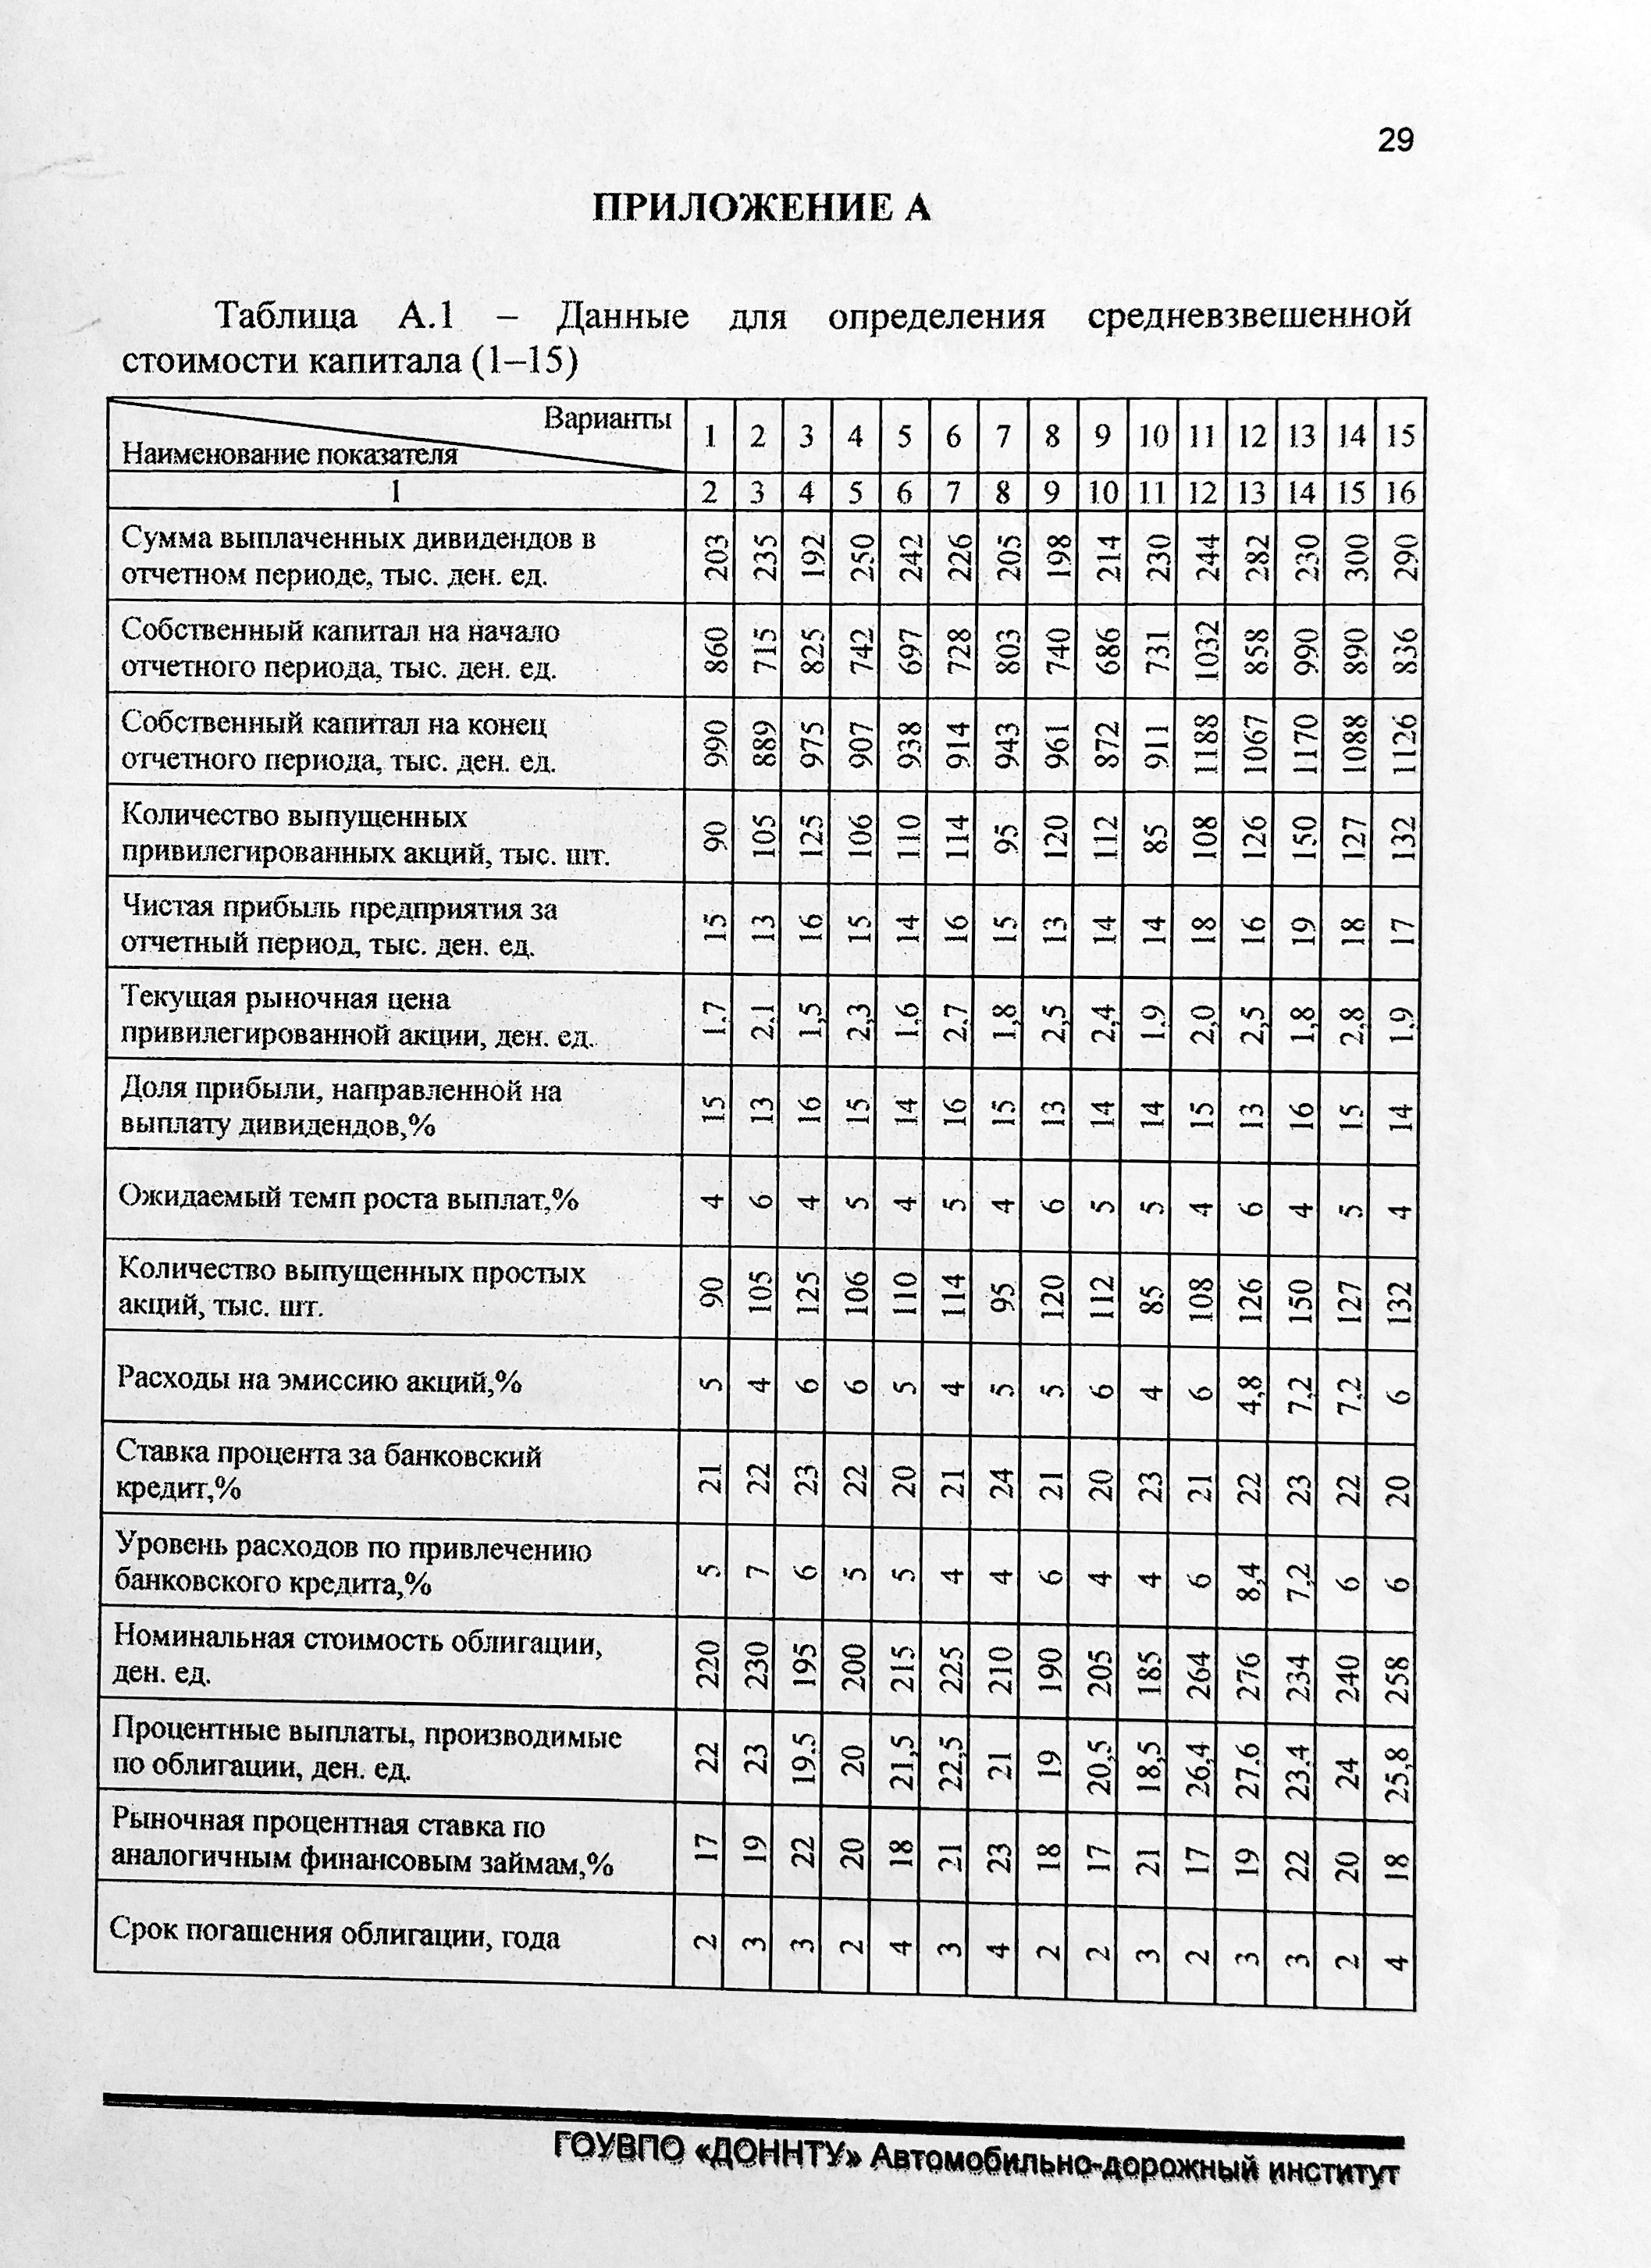 29
ПРИЛОЖЕНИЕ А
Таблица А.1 – Данные для определения средневзвешенной
стоимости капитала (1–15)
Варианты
Наименование показателя
1 2 3 4 5 6 7 8 9 10 11 12 13 14 15
1 2 3 4 5 6 7 8 9 10 11 12 13 14 15 16
Сумма выплаченных дивидендов в
отчетном периоде, тыс. ден. ед.
203 235 192 250 242 226 205 198 214 230 244 282 230 300 290
Собственный капитал на начало
отчетного периода, тыс. ден. ед.
860 715 825 742 697 728 803 740 686 731 1032 858 990 890 836
Собственный капитал на конец
отчетного периода, тыс. ден. ед.
990 889 975 907 938 914 943 961 872 911 1188 1067 1170 1088 1126
Количество выпущенных
привилегированных акций, тыс. шт.
90 105 125 106 110 114 95 120 112 85 108 126 150 127 132
Чистая прибыль предприятия за
отчетный период, тыс. ден. ед.
15 13 16 15 14 16 15 13 14 14 18 16 19 18 17
Текущая рыночная цена
привилегированной акции, ден. ед.
1,7 2,1 1,5 2,3 1,6 2,7 1,8 2,5 2,4 1,9 2,0 2,5 1,8 2,8 1,9
Доля прибыли, направленной на
выплату дивидендов,%
15 13 16 15 14 16 15 13 14 14 15 13 16 15 14
Ожидаемый темп роста выплат,%
4 6 4 5 4 5 4 6 5 5 4 6 4 5 4
Количество выпущенных простых
акций, тыс. шт.
90 105 125 106 110 114 95 120 112 85 108 126 150 127 132
Расходы на эмиссию акций,%
5 4 6 6 5 4 5 5 6 4 6 4,8 7,2 7,2 6
Ставка процента за банковский
кредит,%
21 22 23 22 20 21 24 21 20 23 21 22 23 22 20
Уровень расходов по привлечению
банковского кредита,%
5 7 6 5 5 4 4 6 4 4 6 8,4 7,2 6 6
Номинальная стоимость облигации,
ден. ед.
220 230 195 200 215 225 210 190 205 185 264 276 234 240 258
Процентные выплаты, производимые
по облигации, ден. ед.
22 23 19,5 20 21,5 22,5 21 19 20,5 18,5 26,4 27,6 23,4 24 25,8
Рыночная процентная ставка по
аналогичным финансовым займам,%
17 19 22 20 18 21 23 18 17 21 17 19 22 20 18
Срок погашения облигации, года
2 3 3 2 4 3 4 2 2 3 2 3 3 2 4
ГОУВПО «ДОННТУ» Автомобильно-дорожный институт